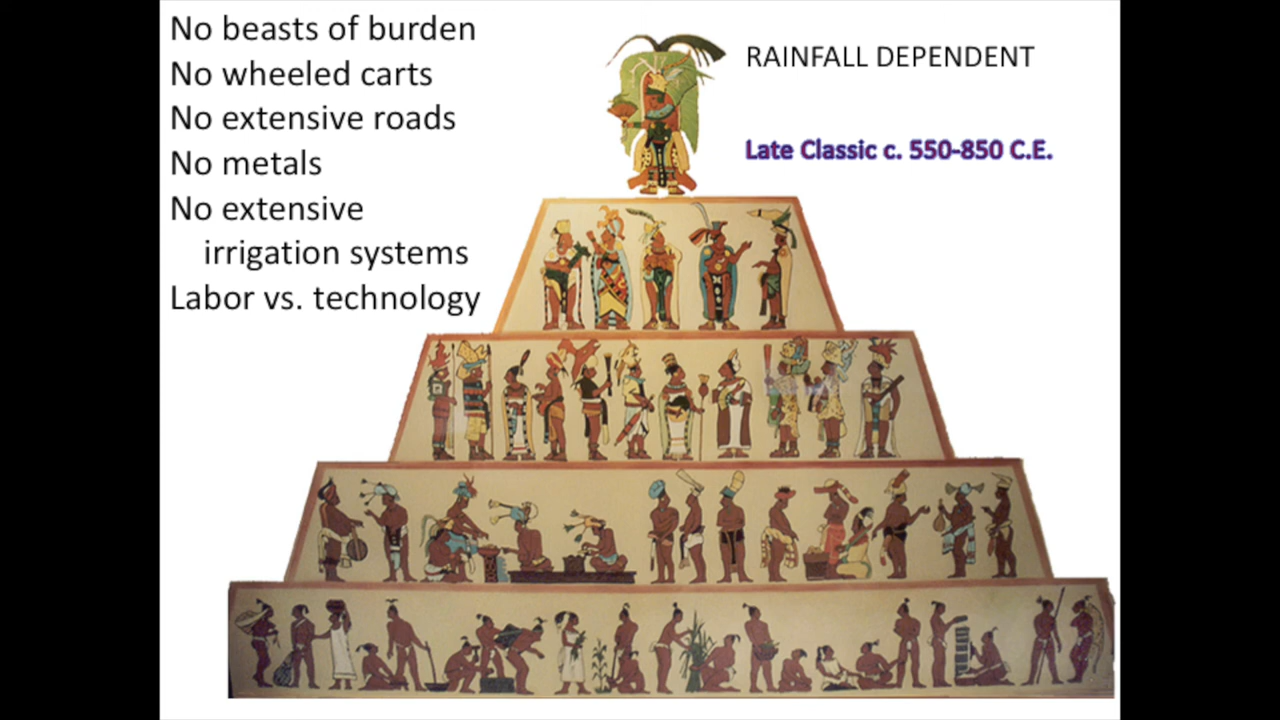 No beasts of burden
No wheeled carts
No extensive roads
No metals
No extensive
irrigation systems
Labor vs. technology
RAINFALL DEPENDENT
Late Classic c. 550-850 C.E.